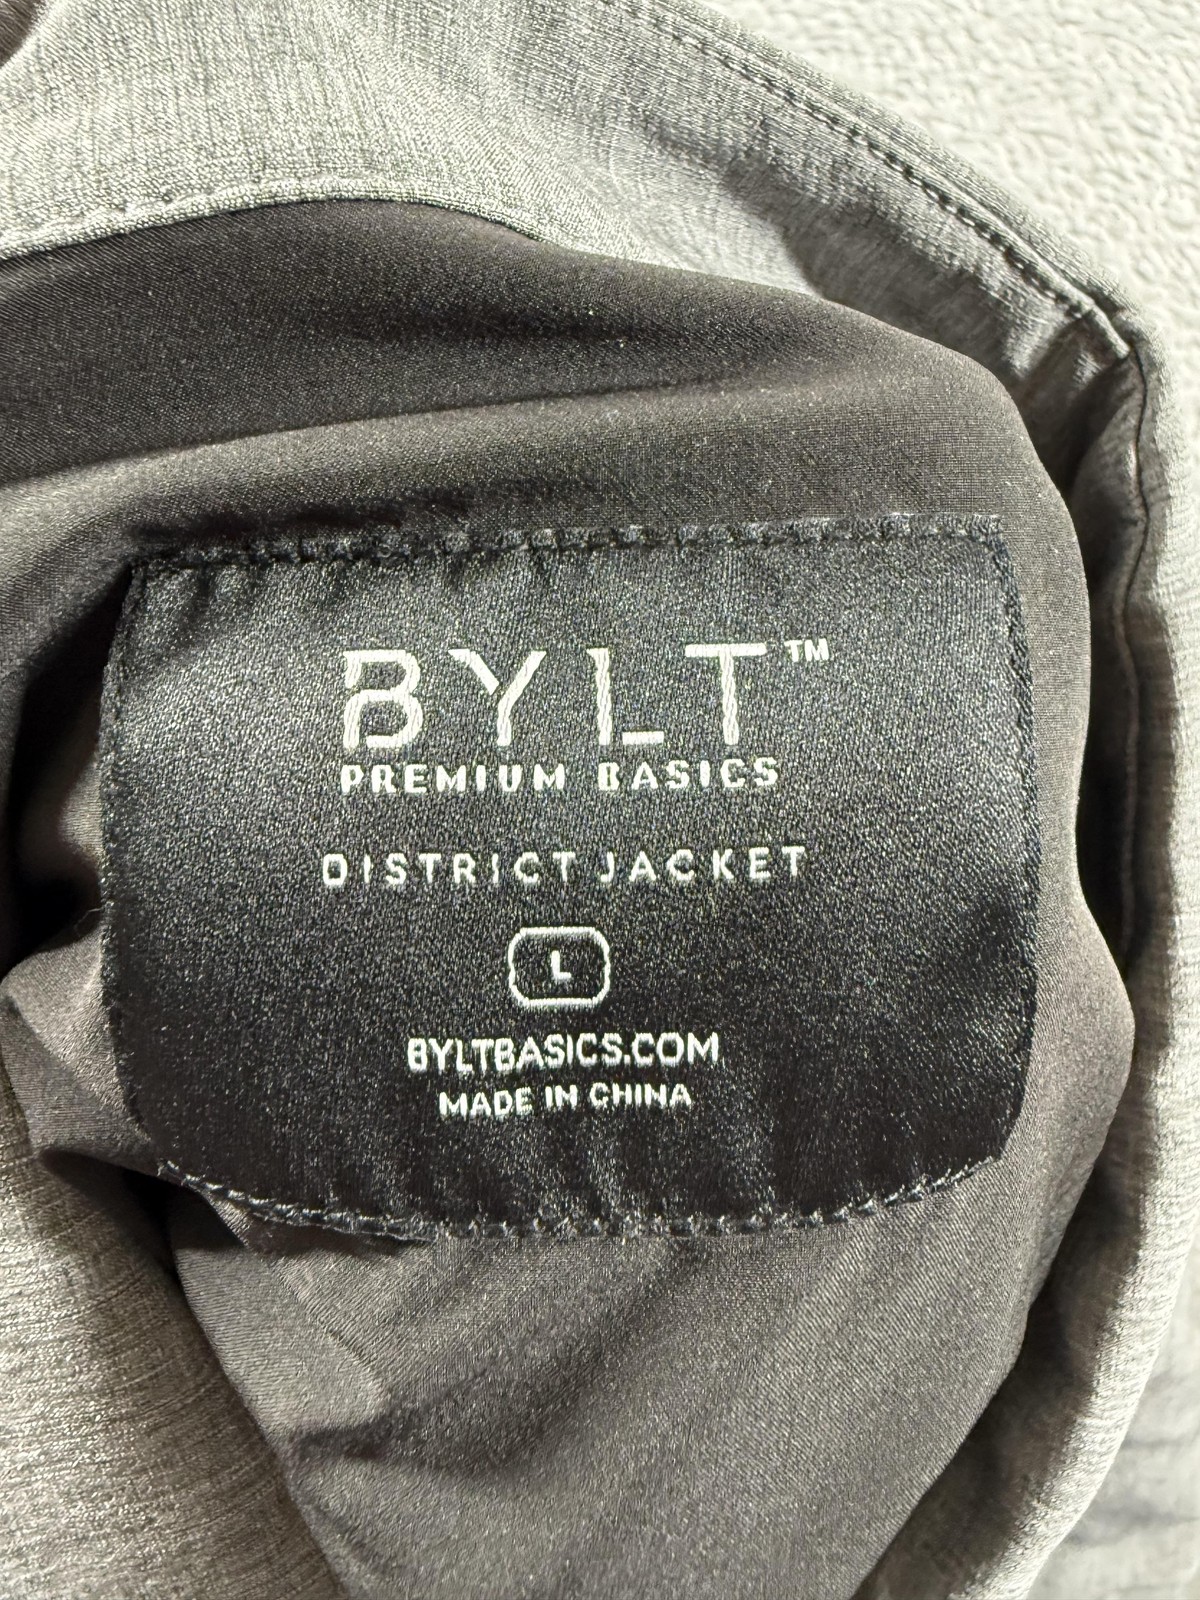 BYLT™
PREMIUM BASICS
DISTRICT JACKET
L
BYLTBASICS.COM
MADE IN CHINA